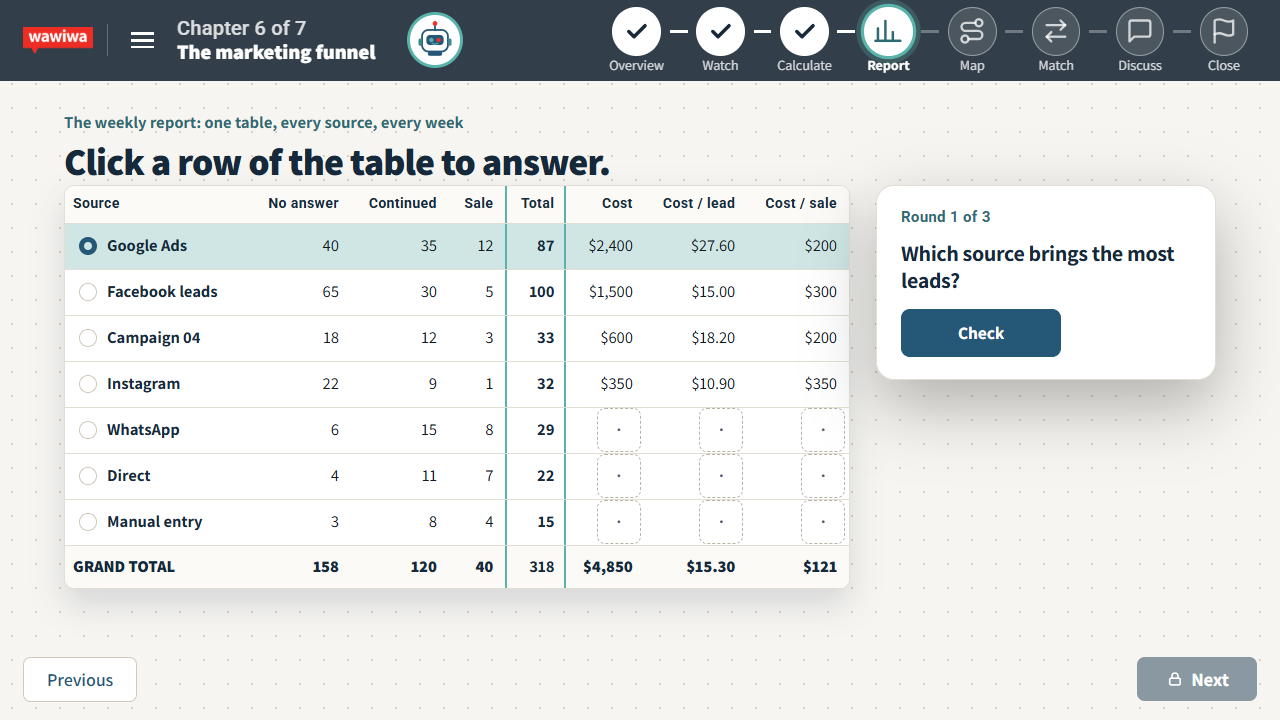 wawiwa
Chapter 6 of 7
The marketing funnel
Overview
Watch
Calculate
Report
Map
Match
Discuss
Close
The weekly report: one table, every source, every week
Click a row of the table to answer.
Source No answer Continued Sale Total Cost Cost / lead Cost / sale
Google Ads 40 35 12 87 $2,400 $27.60 $200
Facebook leads 65 30 5 100 $1,500 $15.00 $300
Campaign 04 18 12 3 33 $600 $18.20 $200
Instagram 22 9 1 32 $350 $10.90 $350
WhatsApp 6 15 8 29 · · ·
Direct 4 11 7 22 · · ·
Manual entry 3 8 4 15 · · ·
GRAND TOTAL 158 120 40 318 $4,850 $15.30 $121
Round 1 of 3
Which source brings the most
leads?
Check
Previous
Next